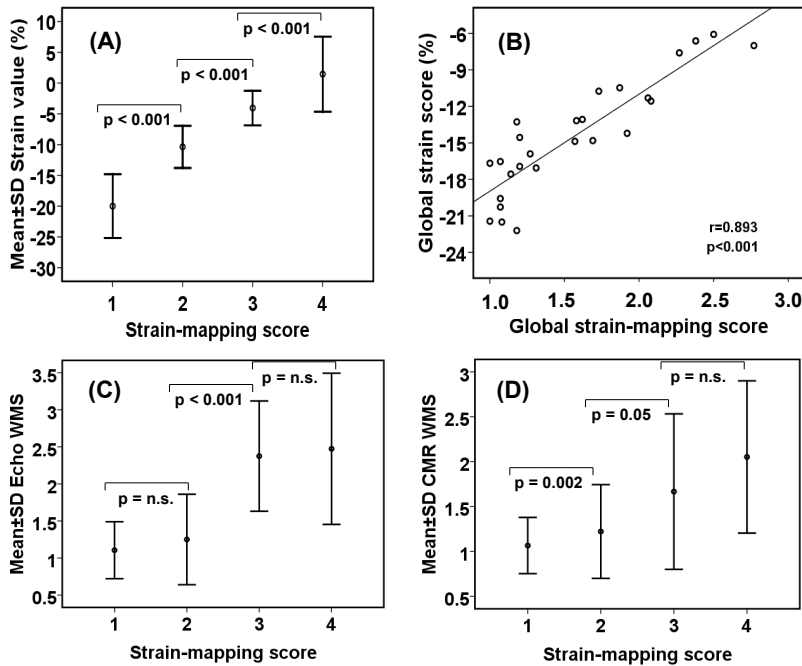 (A)
Mean±SD Strain value (%)
10
5
0
-5
-10
-15
-20
-25
-30
p < 0.001
p < 0.001
p < 0.001
1 2 3 4
Strain-mapping score
(B)
Global strain score (%)
-6
-9
-12
-15
-18
-21
-24
r=0.893
p<0.001
1.0 1.5 2.0 2.5 3.0
Global strain-mapping score
(C)
Mean±SD Echo WMS
3.5
3
2.5
2
1.5
1
0.5
p = n.s.
p < 0.001
p = n.s.
1 2 3 4
Strain-mapping score
(D)
Mean±SD CMR WMS
3
2.5
2
1.5
1
0.5
p = n.s.
p = 0.05
p = 0.002
1 2 3 4
Strain-mapping score